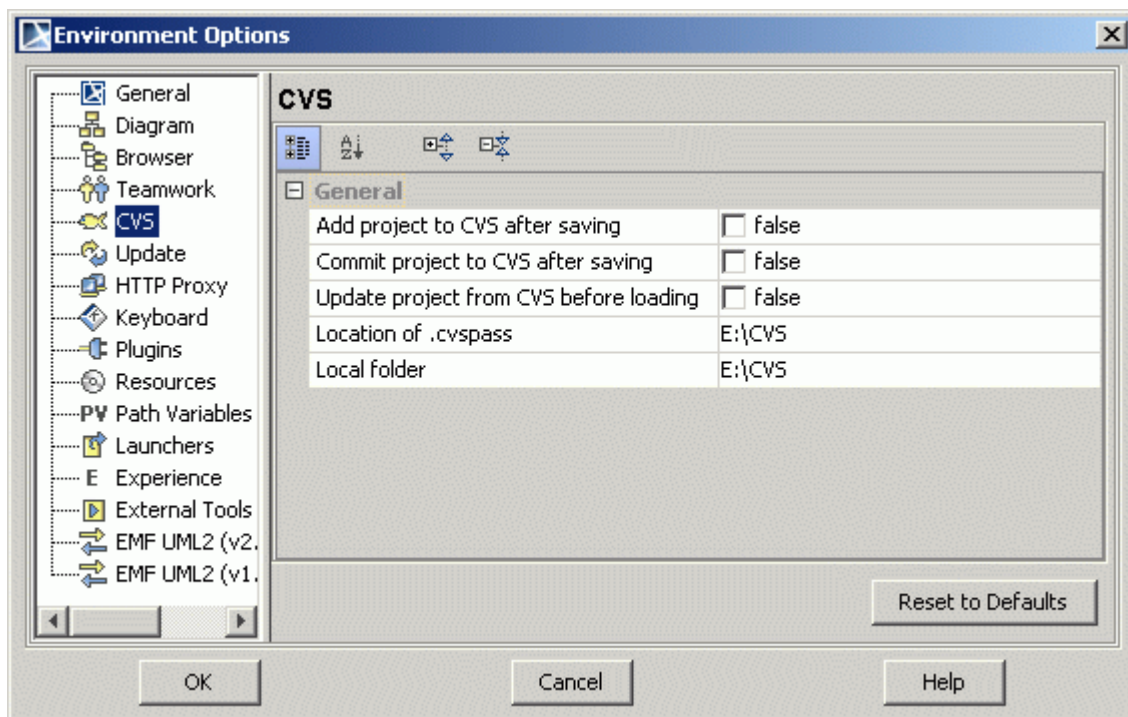 Environment Options
General
Diagram
Browser
Teamwork
CVS
Update
HTTP Proxy
Keyboard
Plugins
Resources
PV Path Variables
Launchers
E Experience
External Tools
EMF UML2 (v2.
EMF UML2 (v1.
CVS
General
Add project to CVS after saving false
Commit project to CVS after saving false
Update project from CVS before loading false
Location of .cvspass E:\CVS
Local folder E:\CVS
Reset to Defaults
OK Cancel Help